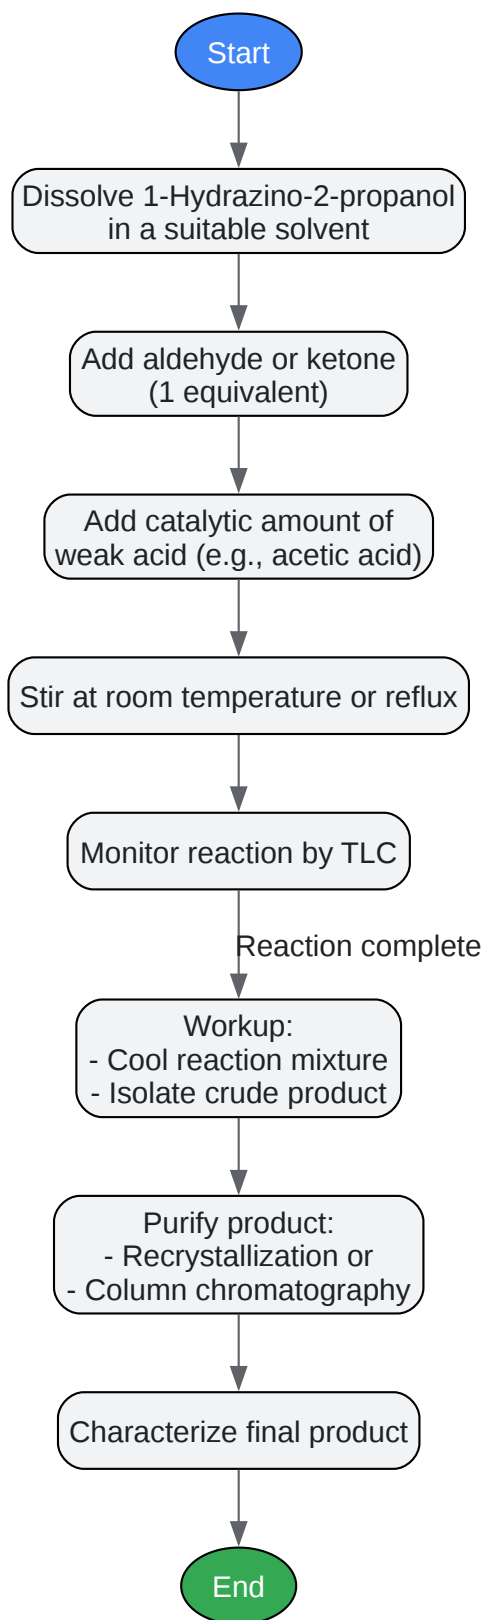 Start
Dissolve 1-Hydrazino-2-propanol
in a suitable solvent
Add aldehyde or ketone
(1 equivalent)
Add catalytic amount of
weak acid (e.g., acetic acid)
Stir at room temperature or reflux
Monitor reaction by TLC
Reaction complete
Workup:
- Cool reaction mixture
- Isolate crude product
Purify product:
- Recrystallization or
- Column chromatography
Characterize final product
End